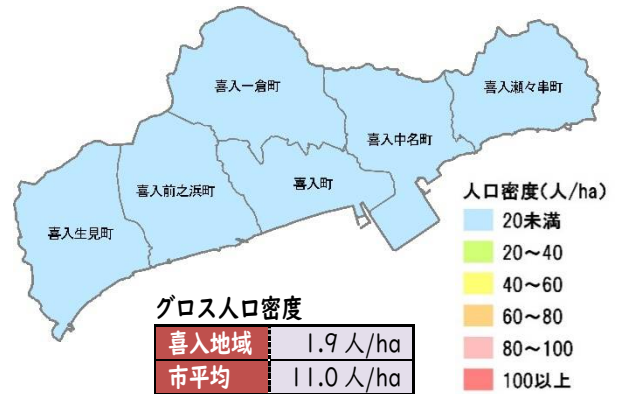 喜入一倉町
喜入瀬々串町
喜入中名町
喜入前之浜町
喜入町
喜入生見町
人口密度(人/ha)
20未満
20～40
40～60
60～80
80～100
100以上
グロス人口密度
喜入地域 1.9人/ha
市平均 11.0人/ha